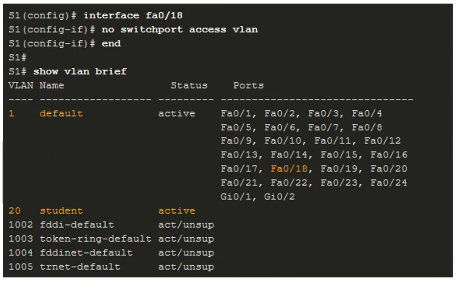 S1(config)# interface fa0/18
S1(config-if)# no switchport access vlan
S1(config-if)# end
S1#
S1# show vlan brief
VLAN Name                 Status    Ports
---- ------------------ --------- -------------------------------
1    default              active    Fa0/1, Fa0/2, Fa0/3, Fa0/4
                                    Fa0/5, Fa0/6, Fa0/7, Fa0/8
                                    Fa0/9, Fa0/10, Fa0/11, Fa0/12
                                    Fa0/13, Fa0/14, Fa0/15, Fa0/16
                                    Fa0/17, Fa0/18, Fa0/19, Fa0/20
                                    Fa0/21, Fa0/22, Fa0/23, Fa0/24
                                    Gi0/1, Gi0/2
20   student              active
1002 fddi-default         act/unsup
1003 token-ring-default   act/unsup
1004 fddinet-default      act/unsup
1005 trnet-default        act/unsup